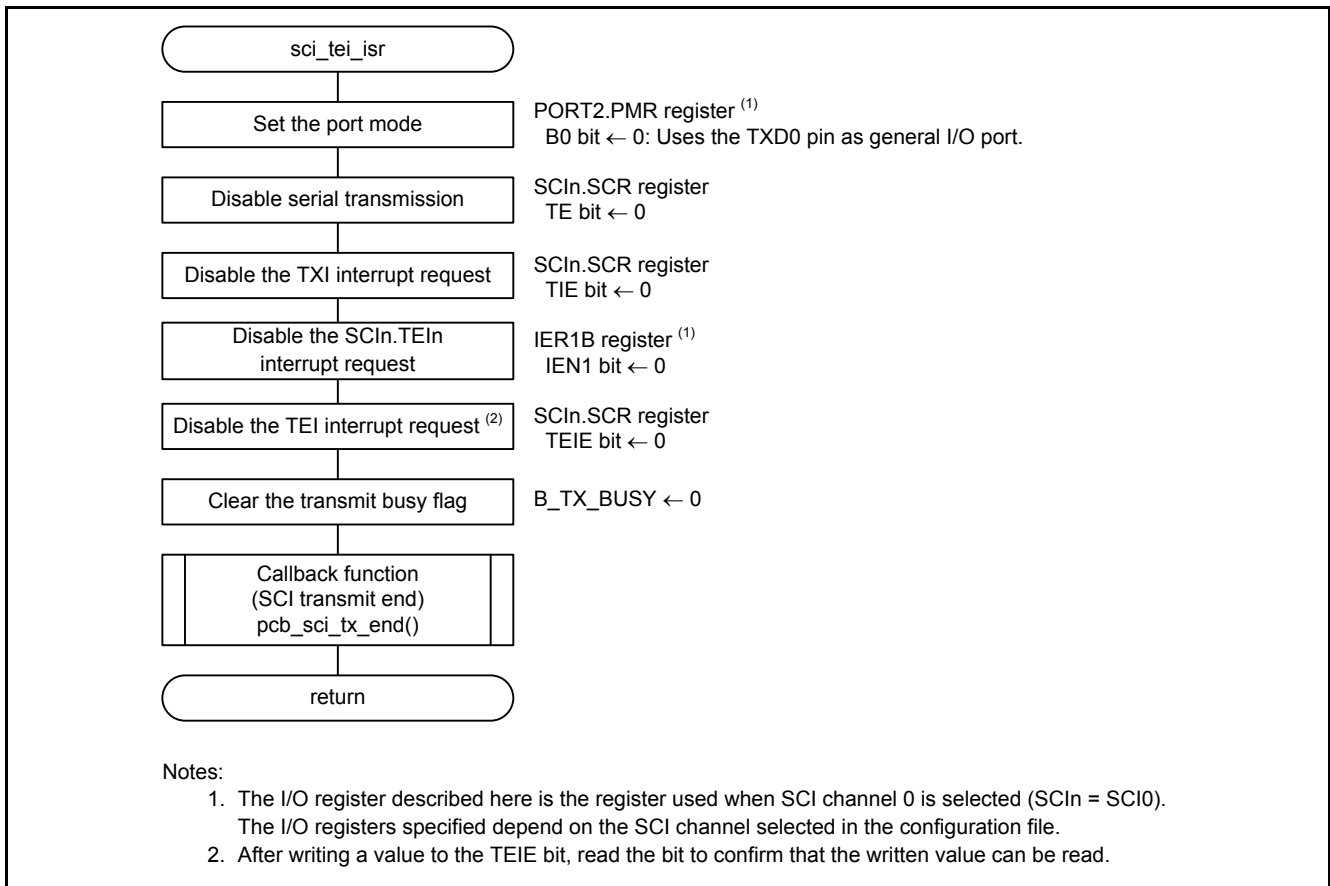 sci_tei_isr
Set the port mode
PORT2.PMR register (1)
B0 bit ← 0: Uses the TXD0 pin as general I/O port.
Disable serial transmission
SCIn.SCR register
TE bit ← 0
Disable the TXI interrupt request
SCIn.SCR register
TIE bit ← 0
Disable the SCIn.TEIn
interrupt request
IER1B register (1)
IEN1 bit ← 0
Disable the TEI interrupt request (2)
SCIn.SCR register
TEIE bit ← 0
Clear the transmit busy flag
B_TX_BUSY ← 0
Callback function
(SCI transmit end)
pcb_sci_tx_end()
return
Notes:
1. The I/O register described here is the register used when SCI channel 0 is selected (SCIn = SCI0).
The I/O registers specified depend on the SCI channel selected in the configuration file.
2. After writing a value to the TEIE bit, read the bit to confirm that the written value can be read.